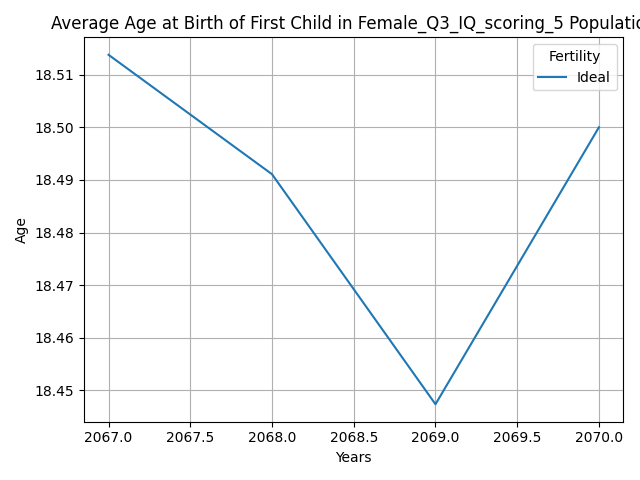 Average Age at Birth of First Child in Female_Q3_IQ_scoring_5 Populatio
Fertility
Ideal
18.51
18.50
18.49
18.48
18.47
18.46
18.45
Age
2067.0 2067.5 2068.0 2068.5 2069.0 2069.5 2070.0
Years